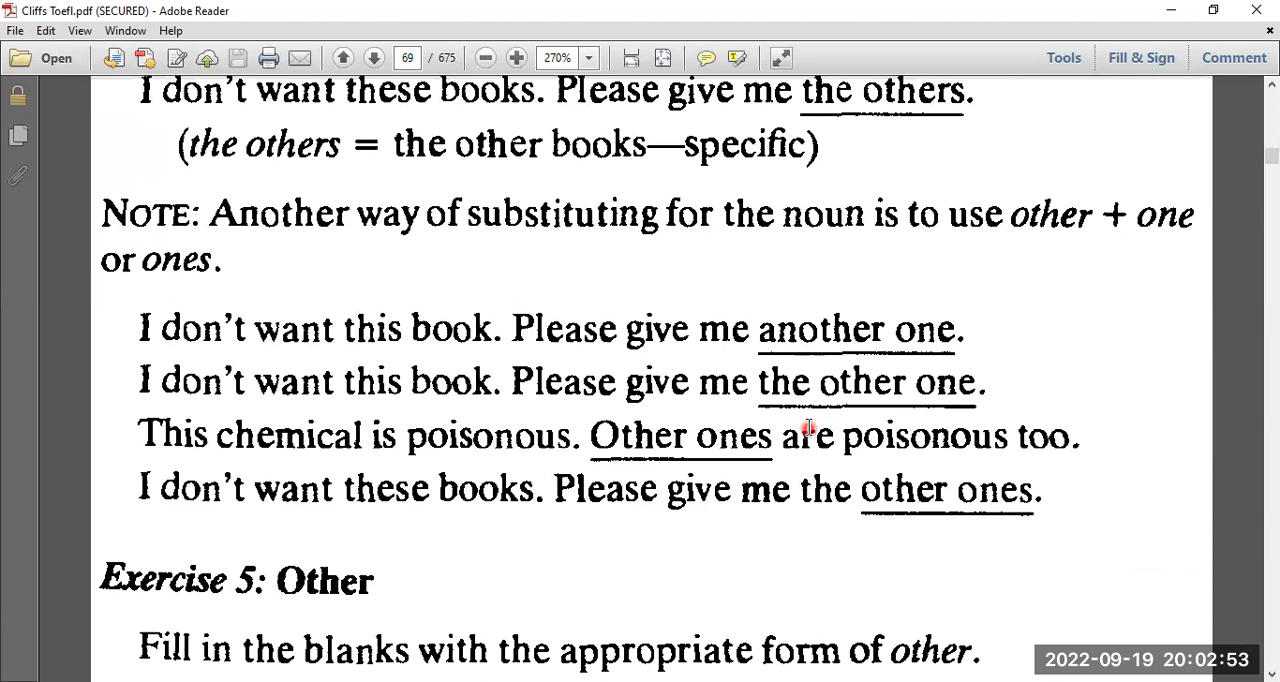 Cliffs Toefl.pdf (SECURED) - Adobe Reader
File Edit View Window Help
Open 69 / 675 270% Tools Fill & Sign Comment
I don't want these books. Please give me the others.
(the others = the other books—specific)
NOTE: Another way of substituting for the noun is to use other + one
or ones.
I don't want this book. Please give me another one.
I don't want this book. Please give me the other one.
This chemical is poisonous. Other ones are poisonous too.
I don't want these books. Please give me the other ones.
Exercise 5: Other
Fill in the blanks with the appropriate form of other.
2022-09-19 20:02:53